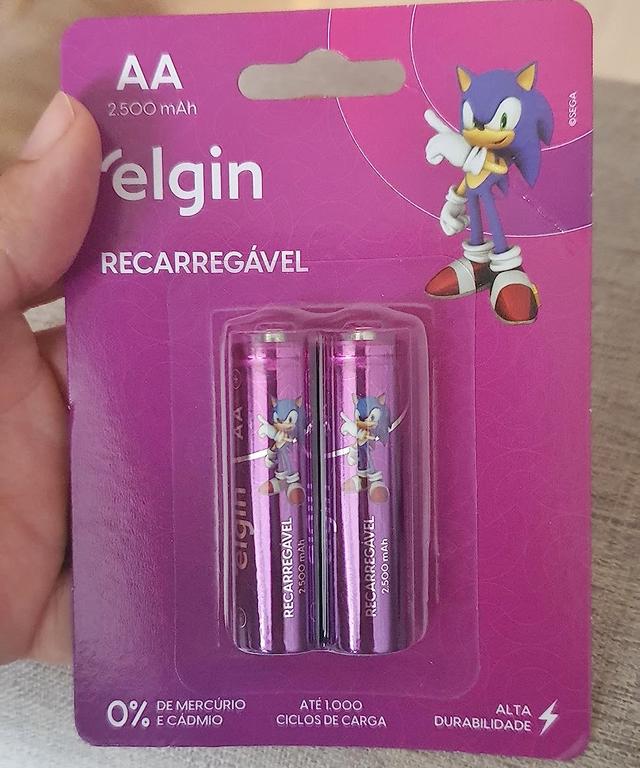 AA
2.500 mAh
©SEGA
elgin
RECARREGÁVEL
elgin AA
RECARREGÁVEL
2.500 mAh
RECARREGÁVEL
2.500 mAh
0% DE MERCÚRIO
E CÁDMIO
ATÉ 1.000
CICLOS DE CARGA
ALTA
DURABILIDADE